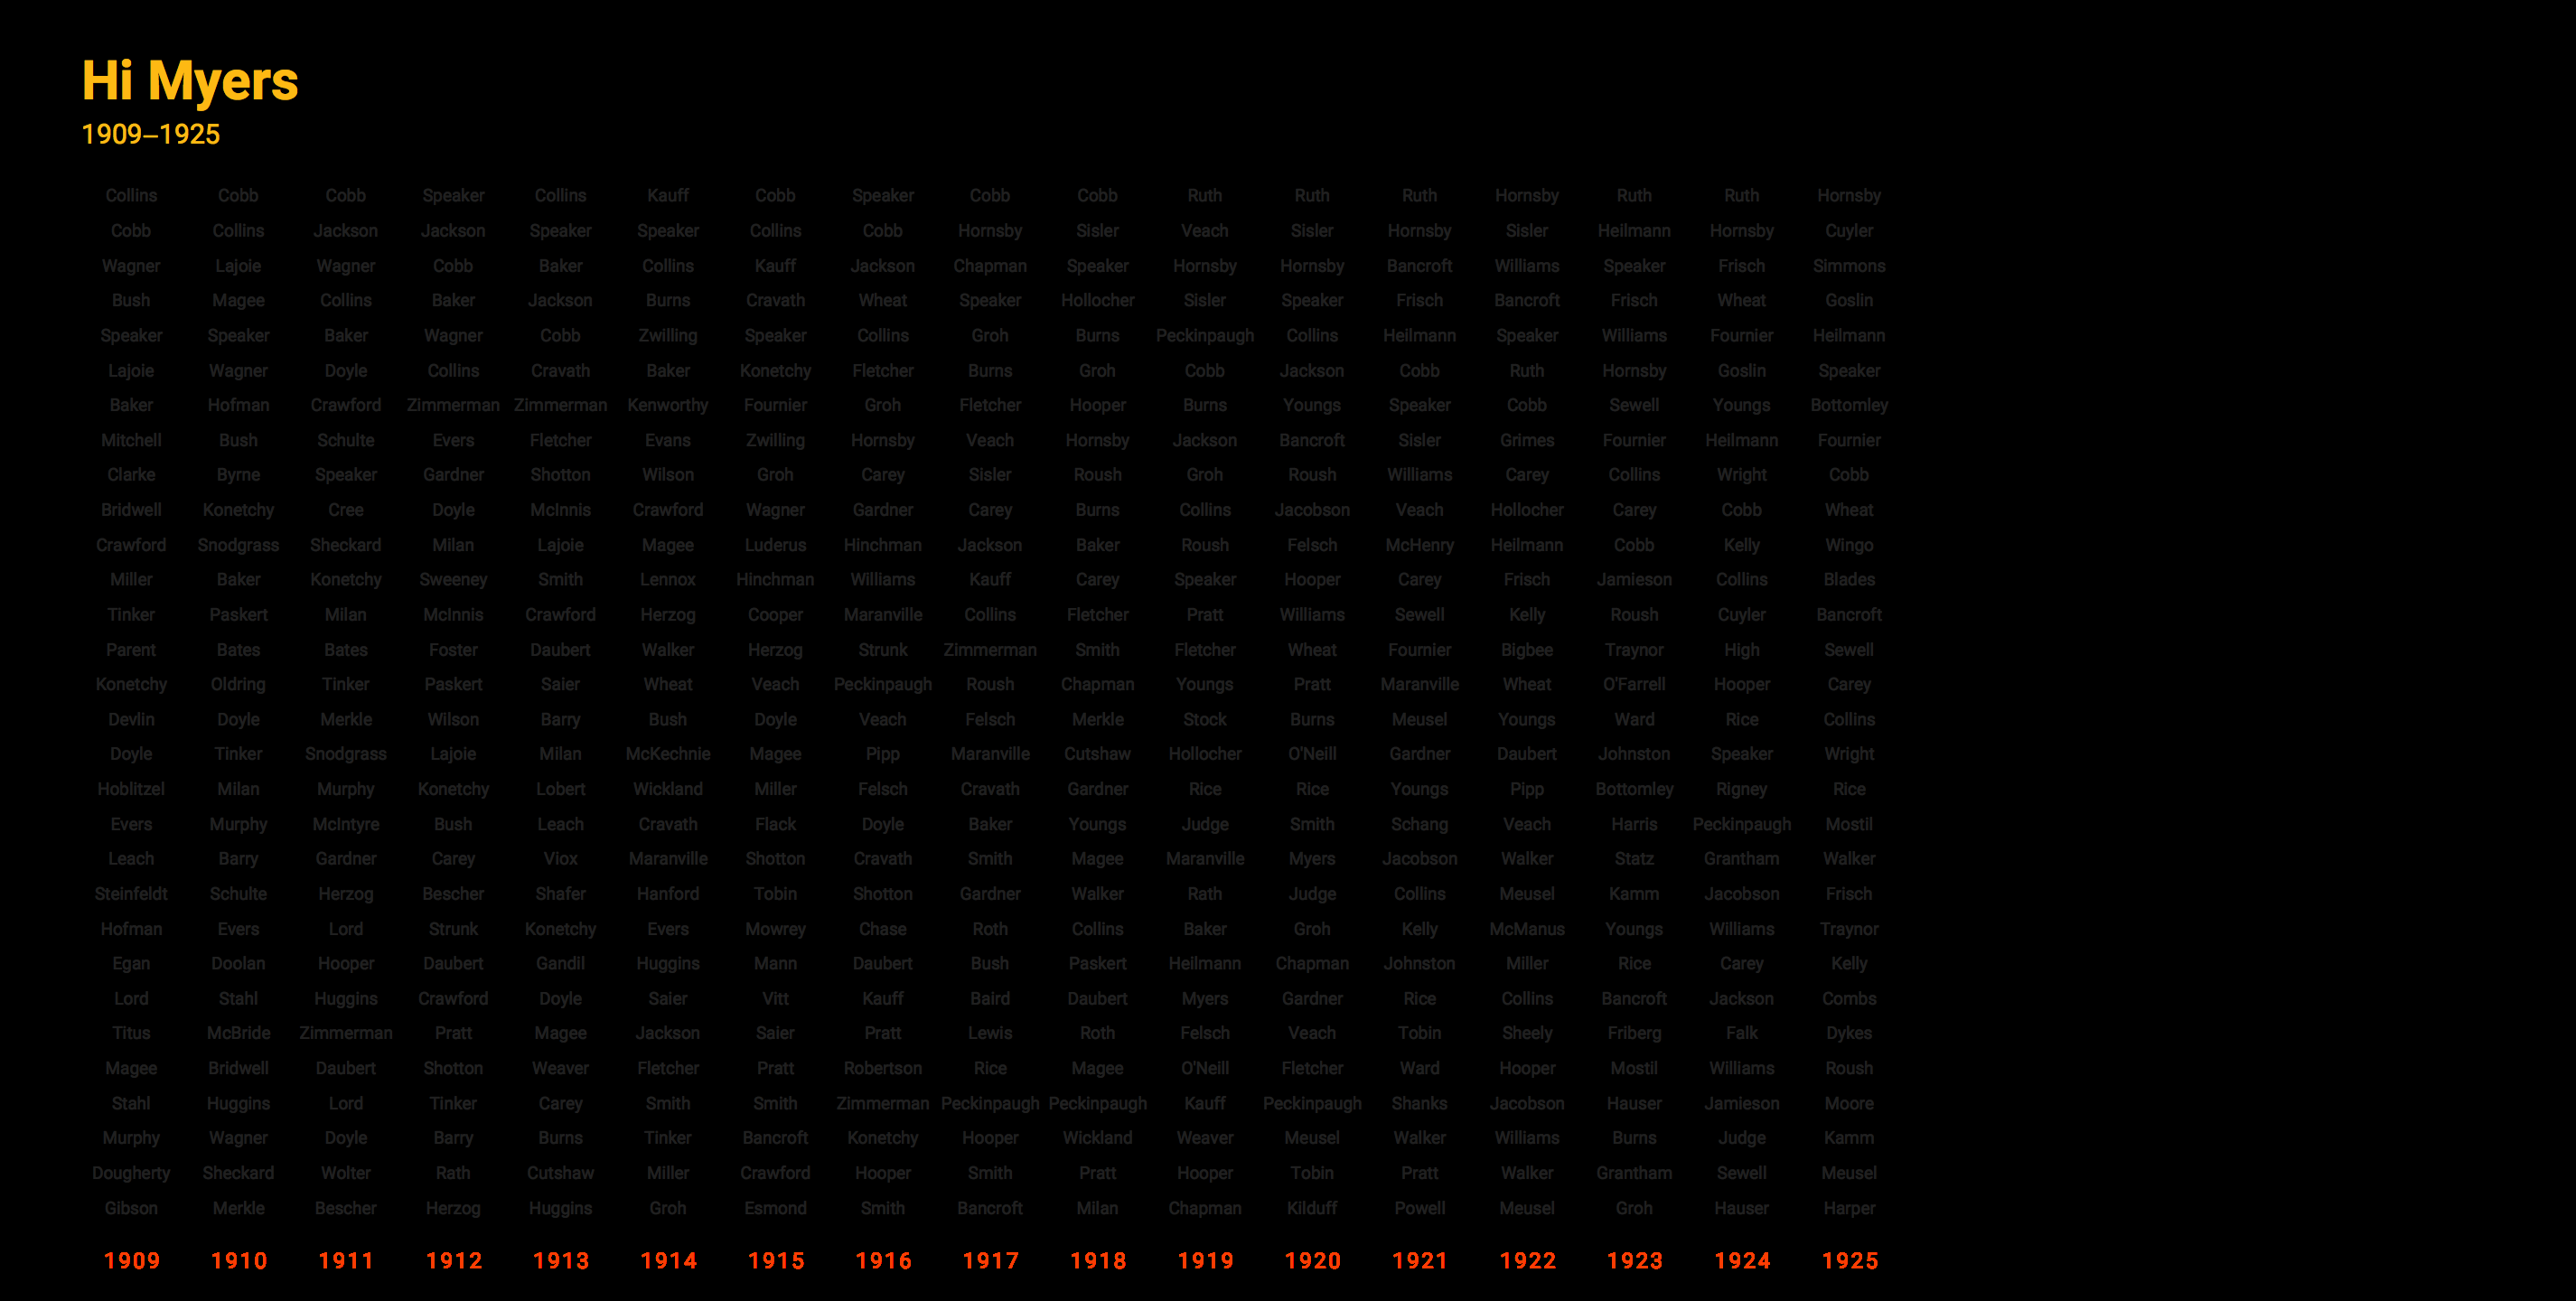 Hi Myers
1909–1925
Collins Cobb Cobb Speaker Collins Kauff Cobb Speaker Cobb Cobb Ruth Ruth Ruth Hornsby Ruth Ruth Hornsby
Cobb Collins Jackson Jackson Speaker Speaker Collins Cobb Hornsby Sisler Veach Sisler Hornsby Sisler Heilmann Hornsby Cuyler
Wagner Lajoie Wagner Cobb Baker Collins Kauff Jackson Chapman Speaker Hornsby Hornsby Bancroft Williams Speaker Frisch Simmons
Bush Magee Collins Baker Jackson Burns Cravath Wheat Speaker Hollocher Sisler Speaker Frisch Bancroft Frisch Wheat Goslin
Speaker Speaker Baker Wagner Cobb Zwilling Speaker Collins Groh Burns Peckinpaugh Collins Heilmann Speaker Williams Fournier Heilmann
Lajoie Wagner Doyle Collins Cravath Baker Konetchy Fletcher Burns Groh Cobb Jackson Cobb Ruth Hornsby Goslin Speaker
Baker Hofman Crawford Zimmerman Zimmerman Kenworthy Fournier Groh Fletcher Hooper Burns Youngs Speaker Cobb Sewell Youngs Bottomley
Mitchell Bush Schulte Evers Fletcher Evans Zwilling Hornsby Veach Hornsby Jackson Bancroft Sisler Grimes Fournier Heilmann Fournier
Clarke Byrne Speaker Gardner Shotton Wilson Groh Carey Sisler Roush Groh Roush Williams Carey Collins Wright Cobb
Bridwell Konetchy Cree Doyle McInnis Crawford Wagner Gardner Carey Burns Collins Jacobson Veach Hollocher Carey Cobb Wheat
Crawford Snodgrass Sheckard Milan Lajoie Magee Luderus Hinchman Jackson Baker Roush Felsch McHenry Heilmann Cobb Kelly Wingo
Miller Baker Konetchy Sweeney Smith Lennox Hinchman Williams Kauff Carey Speaker Hooper Carey Frisch Jamieson Collins Blades
Tinker Paskert Milan McInnis Crawford Herzog Cooper Maranville Collins Fletcher Pratt Williams Sewell Kelly Roush Cuyler Bancroft
Parent Bates Bates Foster Daubert Walker Herzog Strunk Zimmerman Smith Fletcher Wheat Fournier Bigbee Traynor High Sewell
Konetchy Oldring Tinker Paskert Saier Wheat Veach Peckinpaugh Roush Chapman Youngs Pratt Maranville Wheat O'Farrell Hooper Carey
Devlin Doyle Merkle Wilson Barry Bush Doyle Veach Felsch Merkle Stock Burns Meusel Youngs Ward Rice Collins
Doyle Tinker Snodgrass Lajoie Milan McKechnie Magee Pipp Maranville Cutshaw Hollocher O'Neill Gardner Daubert Johnston Speaker Wright
Hoblitzel Milan Murphy Konetchy Lobert Wickland Miller Felsch Cravath Gardner Rice Rice Youngs Pipp Bottomley Rigney Rice
Evers Murphy McIntyre Bush Leach Cravath Flack Doyle Baker Youngs Judge Smith Schang Veach Harris Peckinpaugh Mostil
Leach Barry Gardner Carey Viox Maranville Shotton Cravath Smith Magee Maranville Myers Jacobson Walker Statz Grantham Walker
Steinfeldt Schulte Herzog Bescher Shafer Hanford Tobin Shotton Gardner Walker Rath Judge Collins Meusel Kamm Jacobson Frisch
Hofman Evers Lord Strunk Konetchy Evers Mowrey Chase Roth Collins Baker Groh Kelly McManus Youngs Williams Traynor
Egan Doolan Hooper Daubert Gandil Huggins Mann Daubert Bush Paskert Heilmann Chapman Johnston Miller Rice Carey Kelly
Lord Stahl Huggins Crawford Doyle Saier Vitt Kauff Baird Daubert Myers Gardner Rice Collins Bancroft Jackson Combs
Titus McBride Zimmerman Pratt Magee Jackson Saier Pratt Lewis Roth Felsch Veach Tobin Sheely Friberg Falk Dykes
Magee Bridwell Daubert Shotton Weaver Fletcher Pratt Robertson Rice Magee O'Neill Fletcher Ward Hooper Mostil Williams Roush
Stahl Huggins Lord Tinker Carey Smith Smith Zimmerman Peckinpaugh Peckinpaugh Kauff Peckinpaugh Shanks Jacobson Hauser Jamieson Moore
Murphy Wagner Doyle Barry Burns Tinker Bancroft Konetchy Hooper Wickland Weaver Meusel Walker Williams Burns Judge Kamm
Dougherty Sheckard Wolter Rath Cutshaw Miller Crawford Hooper Smith Pratt Hooper Tobin Pratt Walker Grantham Sewell Meusel
Gibson Merkle Bescher Herzog Huggins Groh Esmond Smith Bancroft Milan Chapman Kilduff Powell Meusel Groh Hauser Harper
1909 1910 1911 1912 1913 1914 1915 1916 1917 1918 1919 1920 1921 1922 1923 1924 1925